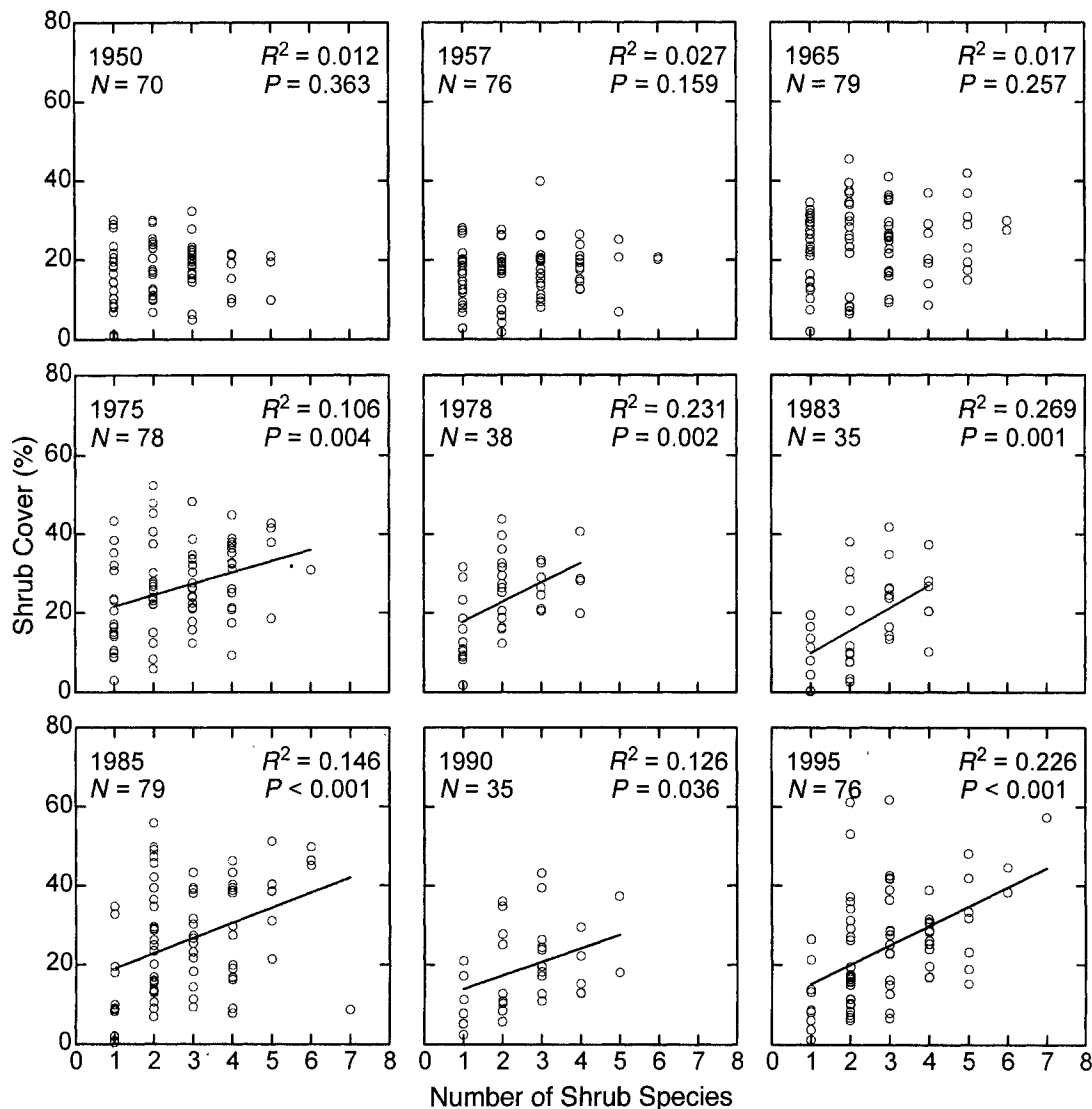 80
60
40
20
0
1950
N = 70
R² = 0.012
P = 0.363
1957
N = 76
R² = 0.027
P = 0.159
1965
N = 79
R² = 0.017
P = 0.257
Shrub Cover (%)
80
60
40
20
0
1975
N = 78
R² = 0.106
P = 0.004
1978
N = 38
R² = 0.231
P = 0.002
1983
N = 35
R² = 0.269
P = 0.001
80
60
40
20
0
1985
N = 79
R² = 0.146
P < 0.001
1990
N = 35
R² = 0.126
P = 0.036
1995
N = 76
R² = 0.226
P < 0.001
0 1 2 3 4 5 6 7 8
0 1 2 3 4 5 6 7 8
0 1 2 3 4 5 6 7 8
Number of Shrub Species